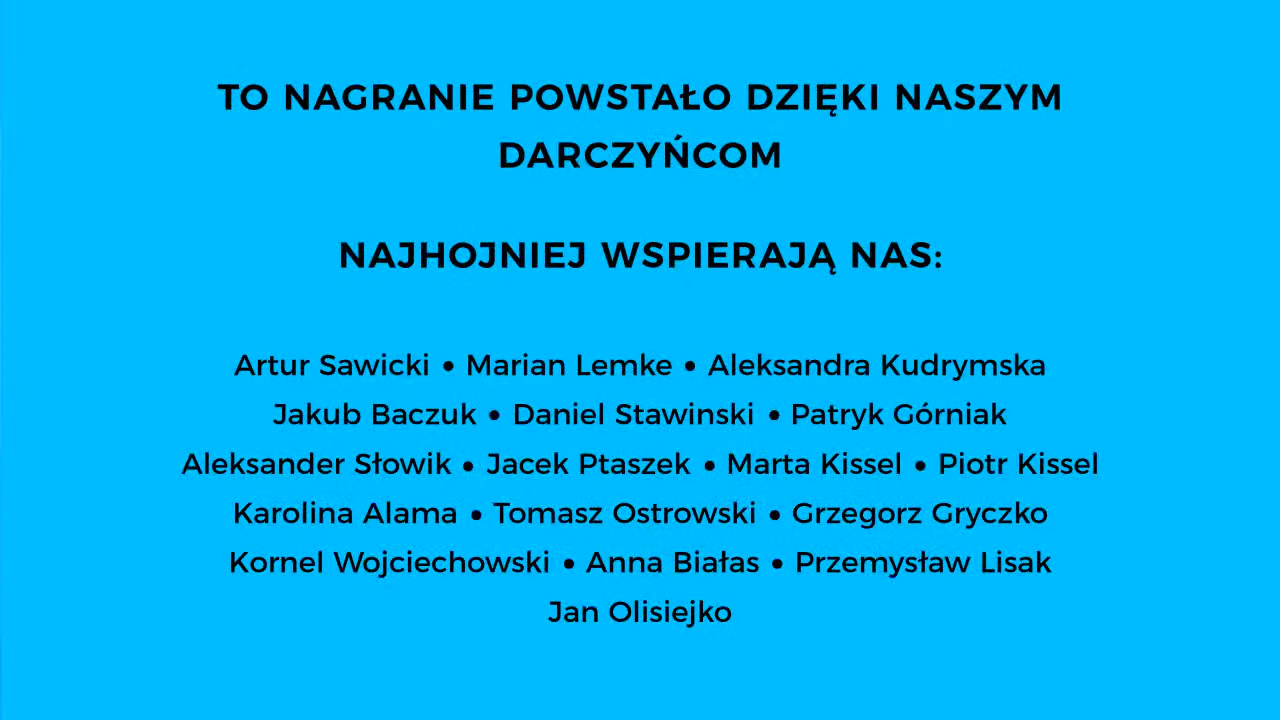 TO NAGRANIE POWSTAŁO DZIĘKI NASZYM
DARCZYŃCOM
NAJHOJNIEJ WSPIERAJĄ NAS:
Artur Sawicki • Marian Lemke • Aleksandra Kudrymska
Jakub Baczuk • Daniel Stawinski • Patryk Górniak
Aleksander Słowik • Jacek Ptaszek • Marta Kissel • Piotr Kissel
Karolina Alama • Tomasz Ostrowski • Grzegorz Gryczko
Kornel Wojciechowski • Anna Białas • Przemysław Lisak
Jan Olisiejko